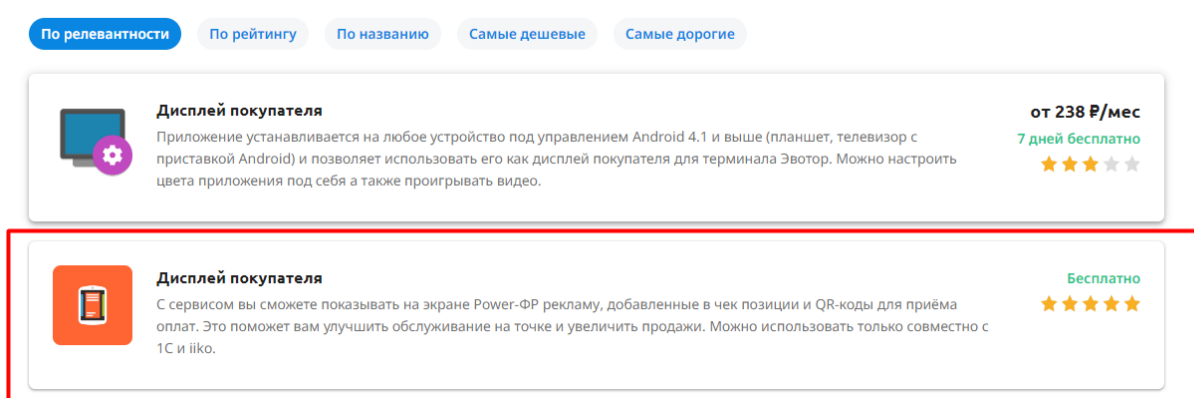 По релевантности По рейтингу По названию Самые дешевые Самые дорогие
Дисплей покупателя
от 238 ₽/мес
Приложение устанавливается на любое устройство под управлением Android 4.1 и выше (планшет, телевизор с
7 дней бесплатно
приставкой Android) и позволяет использовать его как дисплей покупателя для терминала Эвотор. Можно настроить
цвета приложения под себя а также проигрывать видео.
Дисплей покупателя
Бесплатно
С сервисом вы сможете показывать на экране Power-ФР рекламу, добавленные в чек позиции и QR-коды для приёма
оплат. Это поможет вам улучшить обслуживание на точке и увеличить продажи. Можно использовать только совместно с
1С и iiko.